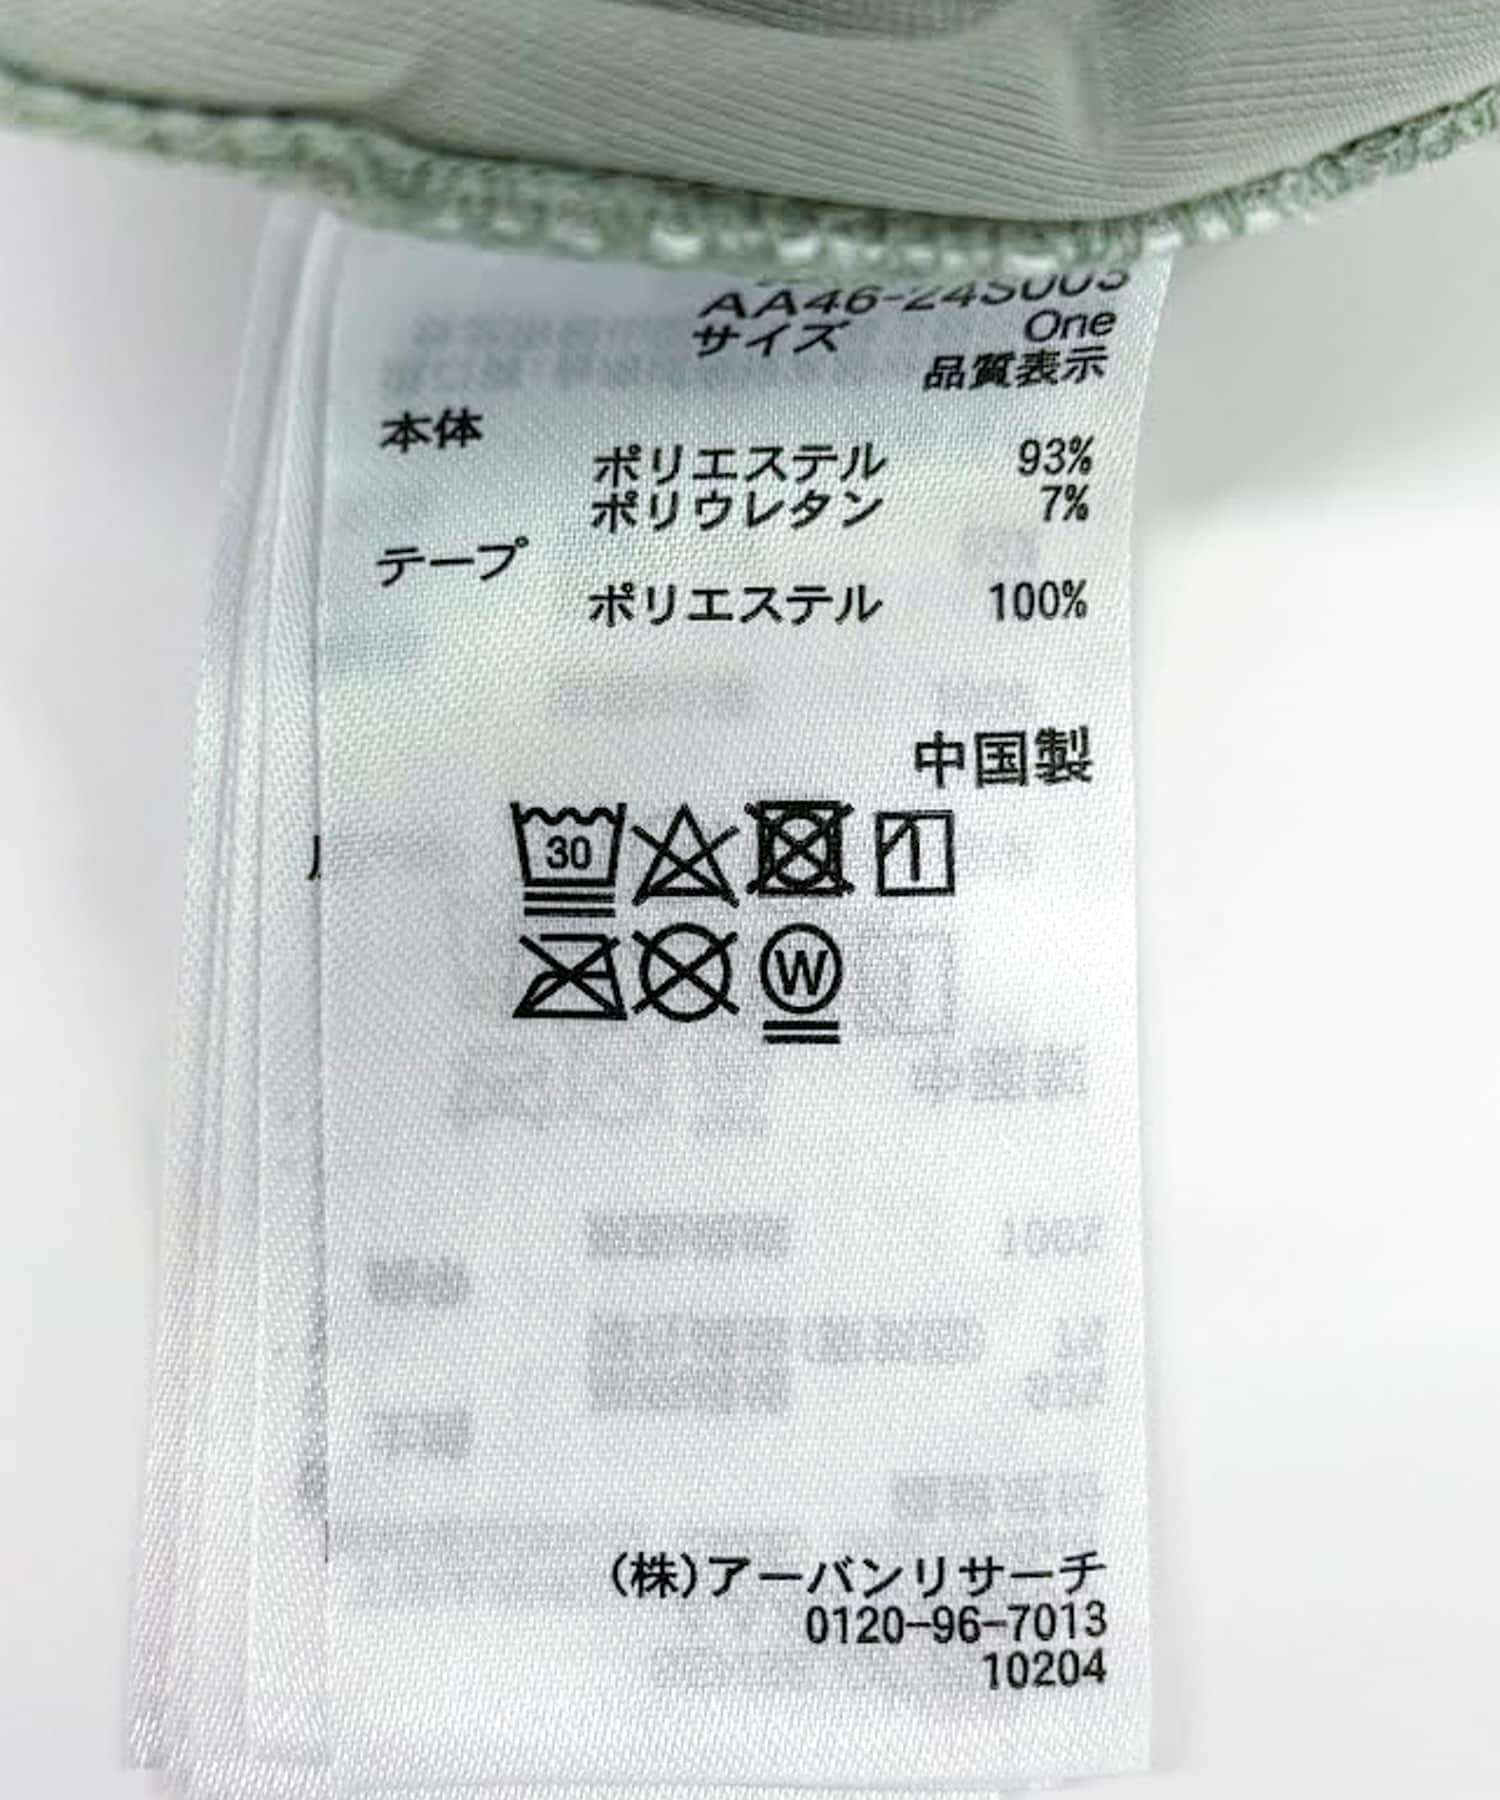 AA46-24S003
サイズ One
品質表示
本体
ポリエステル 93%
ポリウレタン 7%
テープ
ポリエステル 100%
中国製
30
W
(株)アーバンリサーチ
0120-96-7013
10204